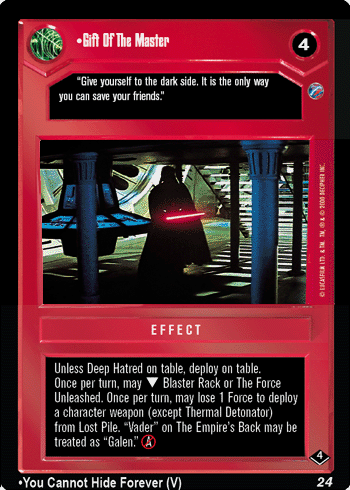 •Gift Of The Master
4
“Give yourself to the dark side. It is the only way
you can save your friends.”
© LUCASFILM LTD. & TM. TM, ® & © 2000 DECIPHER INC.
EFFECT
Unless Deep Hatred on table, deploy on table.
Once per turn, may ▼ Blaster Rack or The Force
Unleashed. Once per turn, may lose 1 Force to deploy
a character weapon (except Thermal Detonator)
from Lost Pile. “Vader” on The Empire’s Back may be
treated as “Galen.” A
4
•You Cannot Hide Forever (V)
24